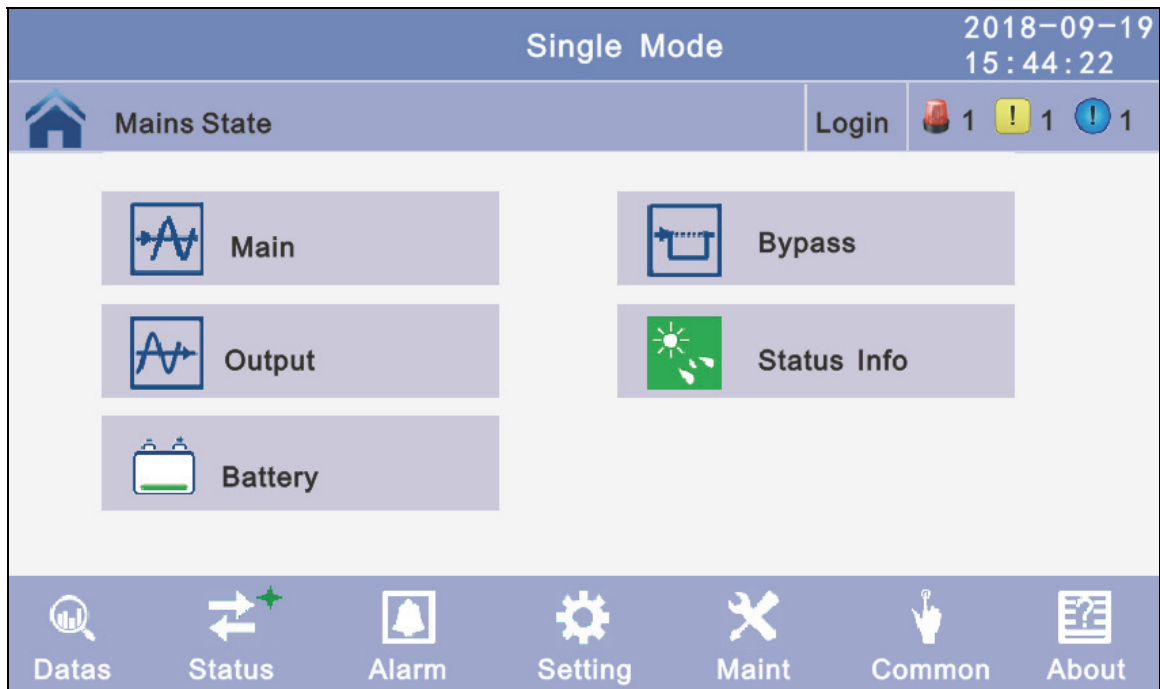 Single Mode
2018-09-19
15:44:22
Mains State
Login
1 ! 1 ! 1
Main
Bypass
Output
Status Info
Battery
?
Datas Status Alarm Setting Maint Common About